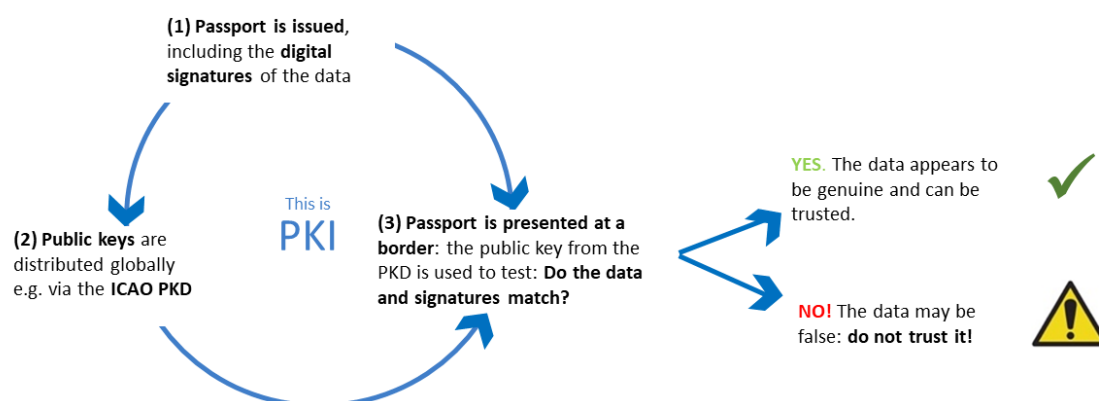 (1) Passport is issued,
including the digital
signatures of the data
This is
PKI
(2) Public keys are
distributed globally
e.g. via the ICAO PKD
(3) Passport is presented at a
border: the public key from the
PKD is used to test: Do the data
and signatures match?
YES. The data appears to
be genuine and can be
trusted.
NO! The data may be
false: do not trust it!